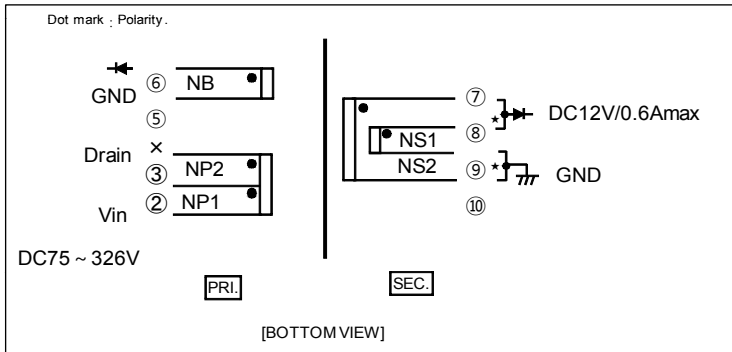 Dot mark : Polarity.
⑥ NB
GND
⑤
Drain ×
③ NP2
② NP1
Vin
DC75 ~ 326V
PRI.
⑦
DC12V/0.6Amax
★
⑧
NS1
NS2
⑨ ★
GND
⑩
SEC.
[BOTTOM VIEW]